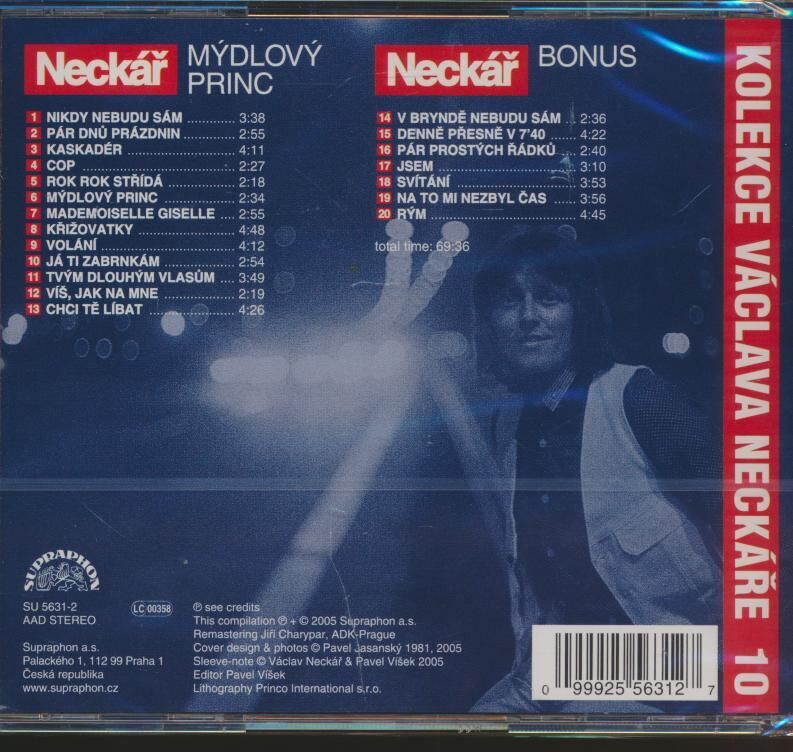 Neckář
MÝDLOVÝ
PRINC
1 NIKDY NEBUDU SÁM ............ 3:38
2 PÁR DNŮ PRÁZDNIN ............. 2:55
3 KASKADÉR ............................ 4:11
4 COP ...................................... 2:27
5 ROK ROK STŘÍDÁ ................. 2:18
6 MÝDLOVÝ PRINC .................. 2:34
7 MADEMOISELLE GISELLE .... 2:55
8 KŘIŽOVATKY ......................... 4:48
9 VOLÁNÍ ................................. 4:12
10 JÁ TI ZABRNKÁM .................. 2:54
11 TVÝM DLOUHÝM VLASŮM .... 3:49
12 VÍŠ, JAK NA MNE .................. 2:19
13 CHCI TĚ LÍBAT ...................... 4:26
Neckář
BONUS
14 V BRYNDĚ NEBUDU SÁM ... 2:36
15 DENNĚ PŘESNĚ V 7'40 ...... 4:22
16 PÁR PROSTÝCH ŘÁDKŮ .... 2:40
17 JSEM ................................. 3:10
18 SVÍTÁNÍ ............................. 3:53
19 NA TO MI NEZBYL ČAS ...... 3:56
20 RÝM ................................... 4:45
total time: 69:36
KOLEKCE VÁCLAVA NECKÁŘE 10
SUPRAPHON
SU 5631-2
AAD STEREO
LC 00358
Supraphon a.s.
Palackého 1, 112 99 Praha 1
Česká republika
www.supraphon.cz
℗ see credits
This compilation ℗ + © 2005 Supraphon a.s.
Remastering Jiří Charypar, ADK-Prague
Cover design & photos © Pavel Jasanský 1981, 2005
Sleeve-note © Václav Neckář & Pavel Víšek 2005
Editor Pavel Víšek
Lithography Princo International s.r.o.
0 99925 56312 7